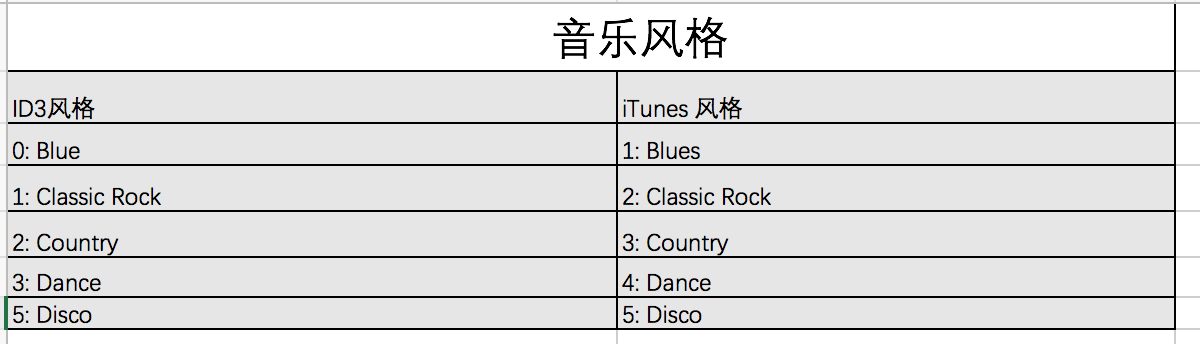 音乐风格
ID3风格 iTunes 风格
0: Blue 1: Blues
1: Classic Rock 2: Classic Rock
2: Country 3: Country
3: Dance 4: Dance
5: Disco 5: Disco